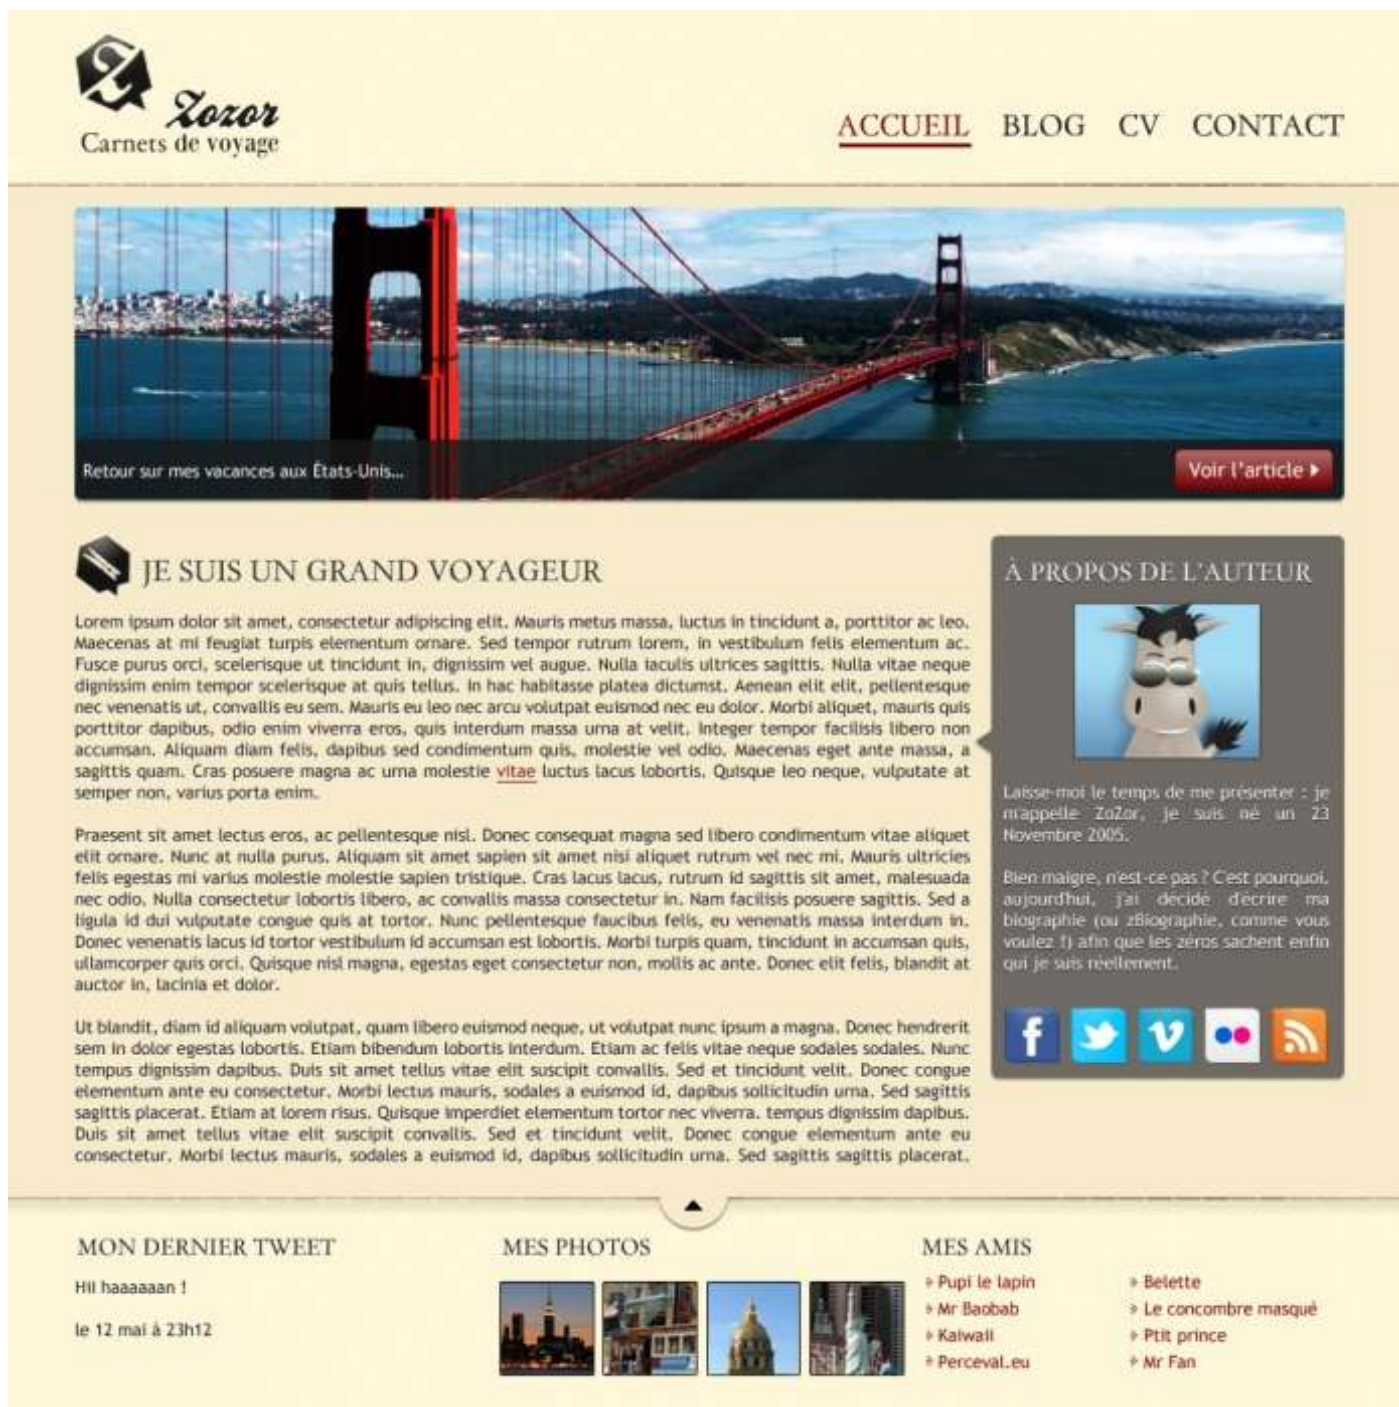 Zozor
Carnets de voyage
ACCUEIL BLOG CV CONTACT
Retour sur mes vacances aux États-Unis...
Voir l'article
JE SUIS UN GRAND VOYAGEUR
Lorem ipsum dolor sit amet, consectetur adipiscing elit. Mauris metus massa, luctus in tincidunt a, porttitor ac leo.
Maecenas at mi feugiat turpis elementum ornare. Sed tempor rutrum lorem, in vestibulum felis elementum ac.
Fusce purus orci, scelerisque ut tincidunt in, dignissim vel augue. Nulla iaculis ultrices sagittis. Nulla vitae neque
dignissim enim tempor scelerisque at quis tellus. In hac habitasse platea dictumst. Aenean elit elit, pellentesque
nec venenatis ut, convallis eu sem. Mauris eu leo nec arcu volutpat euismod nec eu dolor. Morbi aliquet, mauris quis
porttitor dapibus, odio enim viverra eros, quis interdum massa urna at velit. Integer tempor facilisis libero non
accumsan. Aliquam diam felis, dapibus sed condimentum quis, molestie vel odio. Maecenas eget ante massa, a
sagittis quam. Cras posuere magna ac urna molestie vitae luctus lacus lobortis. Quisque leo neque, vulputate at
semper non, varius porta enim.
Praesent sit amet lectus eros, ac pellentesque nisl. Donec consequat magna sed libero condimentum vitae aliquet
elit ornare. Nunc at nulla purus. Aliquam sit amet sapien sit amet nisi aliquet rutrum vel nec mi. Mauris ultricies
felis egestas mi varius molestie molestie sapien tristique. Cras lacus lacus, rutrum id sagittis sit amet, malesuada
nec odio. Nulla consectetur lobortis libero, ac convallis massa consectetur in. Nam facilisis posuere sagittis. Sed a
ligula id dui vulputate congue quis at tortor. Nunc pellentesque faucibus felis, eu venenatis massa interdum in.
Donec venenatis lacus id tortor vestibulum id accumsan est lobortis. Morbi turpis quam, tincidunt in accumsan quis,
ullamcorper quis orci. Quisque nisl magna, egestas eget consectetur non, mollis ac ante. Donec elit felis, blandit at
auctor in, lacinia et dolor.
Ut blandit, diam id aliquam volutpat, quam libero euismod neque, ut volutpat nunc ipsum a magna. Donec hendrerit
sem in dolor egestas lobortis. Etiam bibendum lobortis interdum. Etiam ac felis vitae neque sodales sodales. Nunc
tempus dignissim dapibus. Duis sit amet tellus vitae elit suscipit convallis. Sed et tincidunt velit. Donec congue
elementum ante eu consectetur. Morbi lectus mauris, sodales a euismod id, dapibus sollicitudin urna. Sed sagittis
sagittis placerat. Etiam at lorem risus. Quisque imperdiet elementum tortor nec viverra. tempus dignissim dapibus.
Duis sit amet tellus vitae elit suscipit convallis. Sed et tincidunt velit. Donec congue elementum ante eu
consectetur. Morbi lectus mauris, sodales a euismod id, dapibus sollicitudin urna. Sed sagittis sagittis placerat.
À PROPOS DE L'AUTEUR
Laisse-moi le temps de me présenter : je
m'appelle ZoZor, je suis né un 23
Novembre 2005.
Bien maigre, n'est-ce pas ? C'est pourquoi,
aujourd'hui, j'ai décidé d'écrire ma
biographie (ou zBiographie, comme vous
voulez !) afin que les zéros sachent enfin
qui je suis réellement.
MON DERNIER TWEET
Hii haaaaaan !
le 12 mai à 23h12
MES PHOTOS
MES AMIS
Pupi le lapin
Mr Baobab
Kaiwaii
Perceval.eu
Belette
Le concombre masqué
Ptit prince
Mr Fan